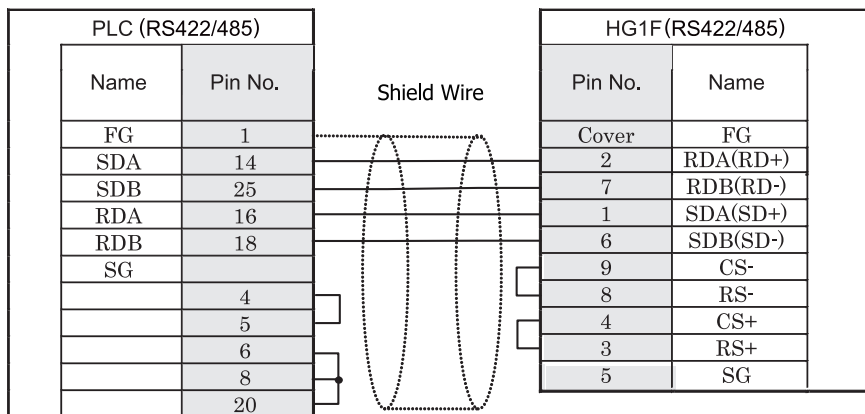 PLC (RS422/485)
Name Pin No.
FG 1
SDA 14
SDB 25
RDA 16
RDB 18
SG
4
5
6
8
20
Shield Wire
HG1F(RS422/485)
Pin No. Name
Cover FG
2 RDA(RD+)
7 RDB(RD-)
1 SDA(SD+)
6 SDB(SD-)
9 CS-
8 RS-
4 CS+
3 RS+
5 SG